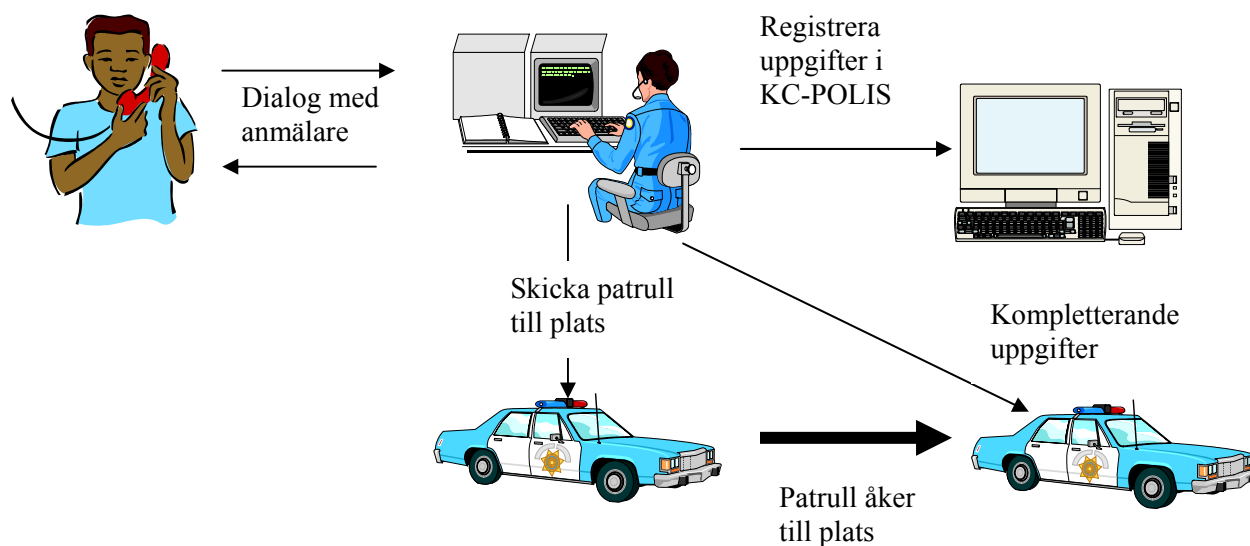 Registrera
uppgifter i
KC-POLIS
Dialog med
anmälare
Skicka patrull
till plats
Kompletterande
uppgifter
Patrull åker
till plats